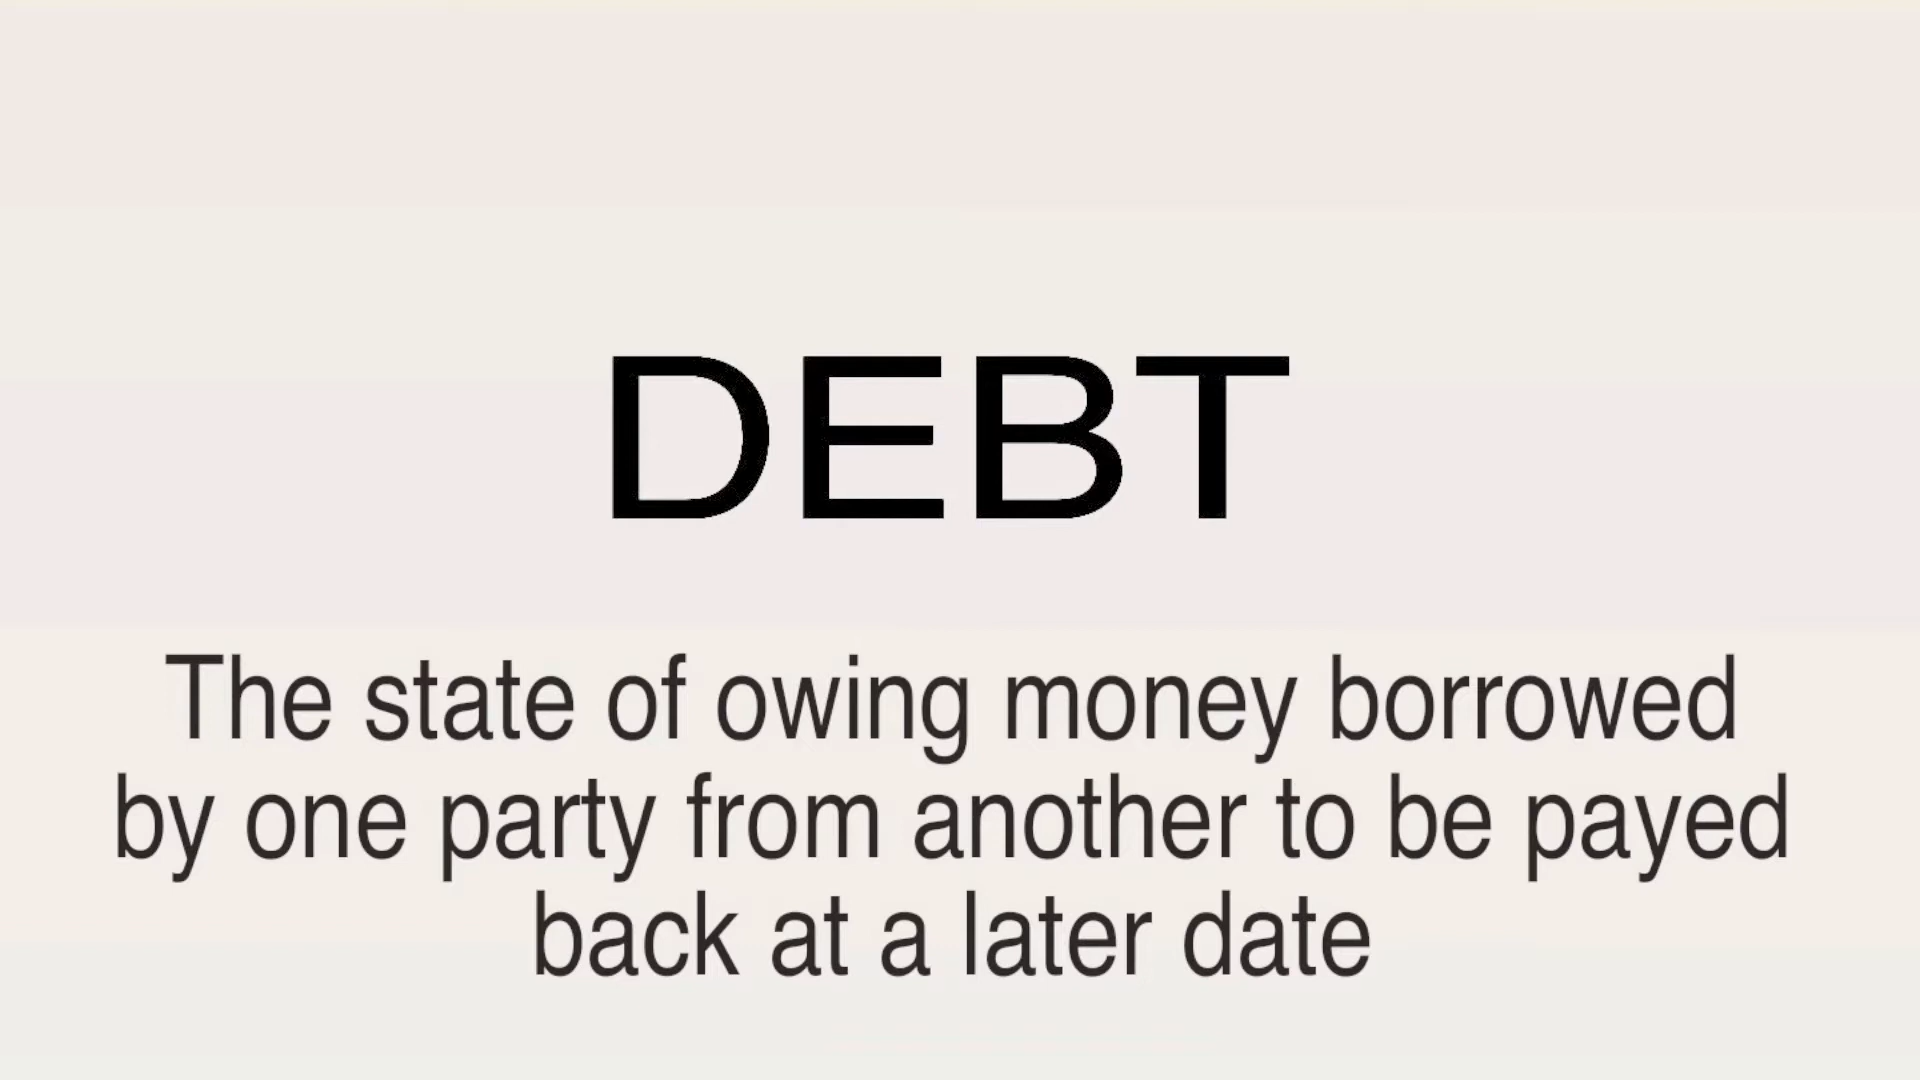 DEBT
The state of owing money borrowed
by one party from another to be payed
back at a later date